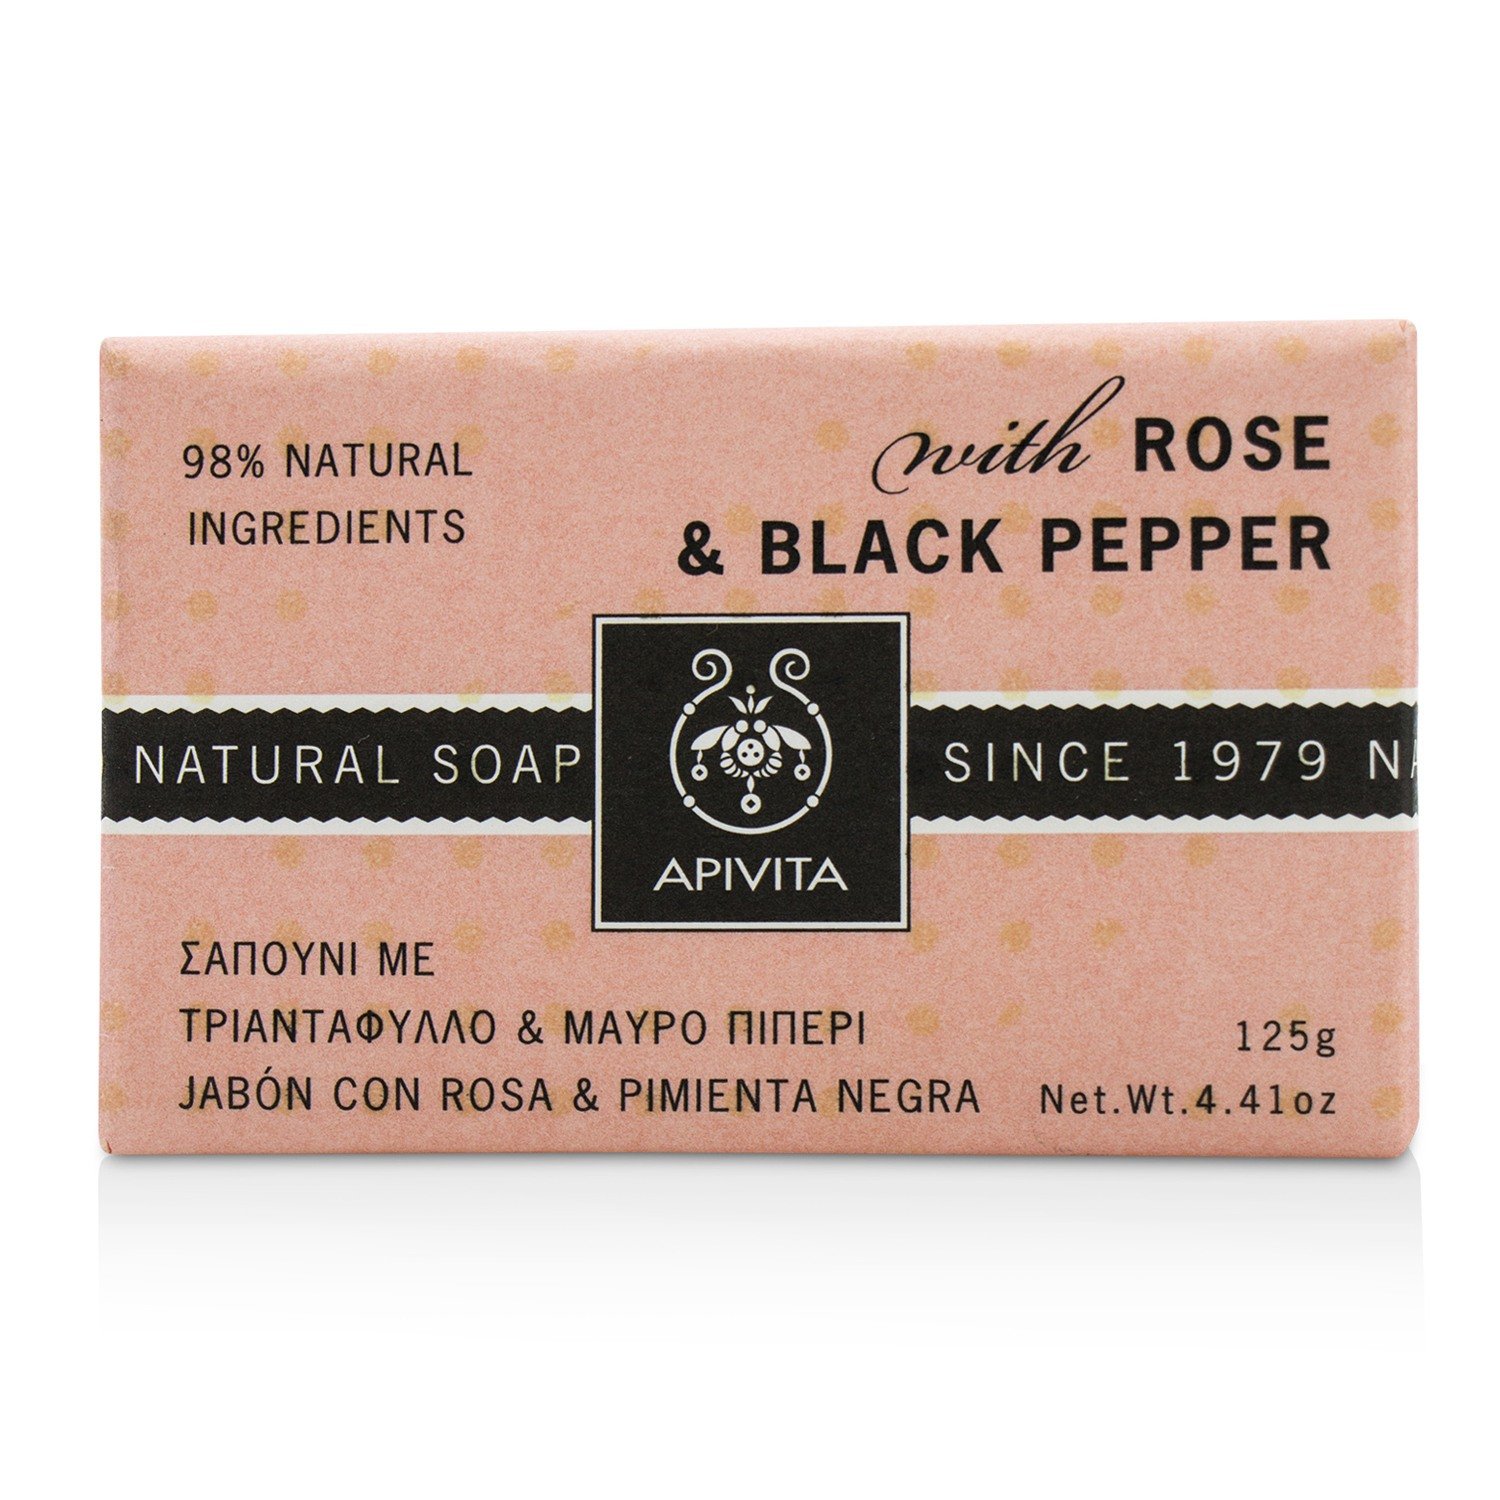 98% NATURAL
INGREDIENTS
with ROSE
& BLACK PEPPER
NATURAL SOAP
APIVITA
SINCE 1979 NA
ΣΑΠΟΥΝΙ ΜΕ
ΤΡΙΑΝΤΑΦΥΛΛΟ & ΜΑΥΡΟ ΠΙΠΕΡΙ
JABÓN CON ROSA & PIMIENTA NEGRA
125g
Net.Wt.4.41oz